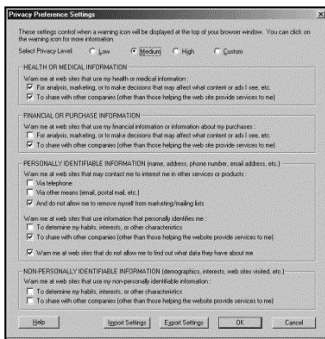 Privacy Preference Settings
These settings control when a warning icon will be displayed at the top of your browser window. You can click on
the warning icon for more information.
Select Privacy Level: Low Medium High Custom
HEALTH OR MEDICAL INFORMATION
Warn me at web sites that use my health or medical information:
For analysis, marketing, or to make decisions that may affect what content or ads I see, etc.
To share with other companies (other than those helping the web site provide services to me)
FINANCIAL OR PURCHASE INFORMATION
Warn me at web sites that use my financial information or information about my purchases:
For analysis, marketing, or to make decisions that may affect what content or ads I see, etc.
To share with other companies (other than those helping the web site provide services to me)
PERSONALLY IDENTIFIABLE INFORMATION (name, address, phone number, email address, etc.)
Warn me at web sites that may contact me to interest me in other services or products:
Via telephone
Via other means (email, postal mail, etc.)
And do not allow me to remove myself from marketing/mailing lists
Warn me at web sites that use information that personally identifies me:
To determine my habits, interests, or other characteristics
To share with other companies (other than those helping the website provide services to me)
Warn me at web sites that do not allow me to find out what data they have about me
NON-PERSONALLY IDENTIFIABLE INFORMATION (demographics, interests, web sites visited, etc.)
Warn me at web sites that use my non-personally identifiable information:
To determine my habits, interests, or other characteristics
To share with other companies (other than those helping the website provide services to me)
Help Import Settings Export Settings OK Cancel